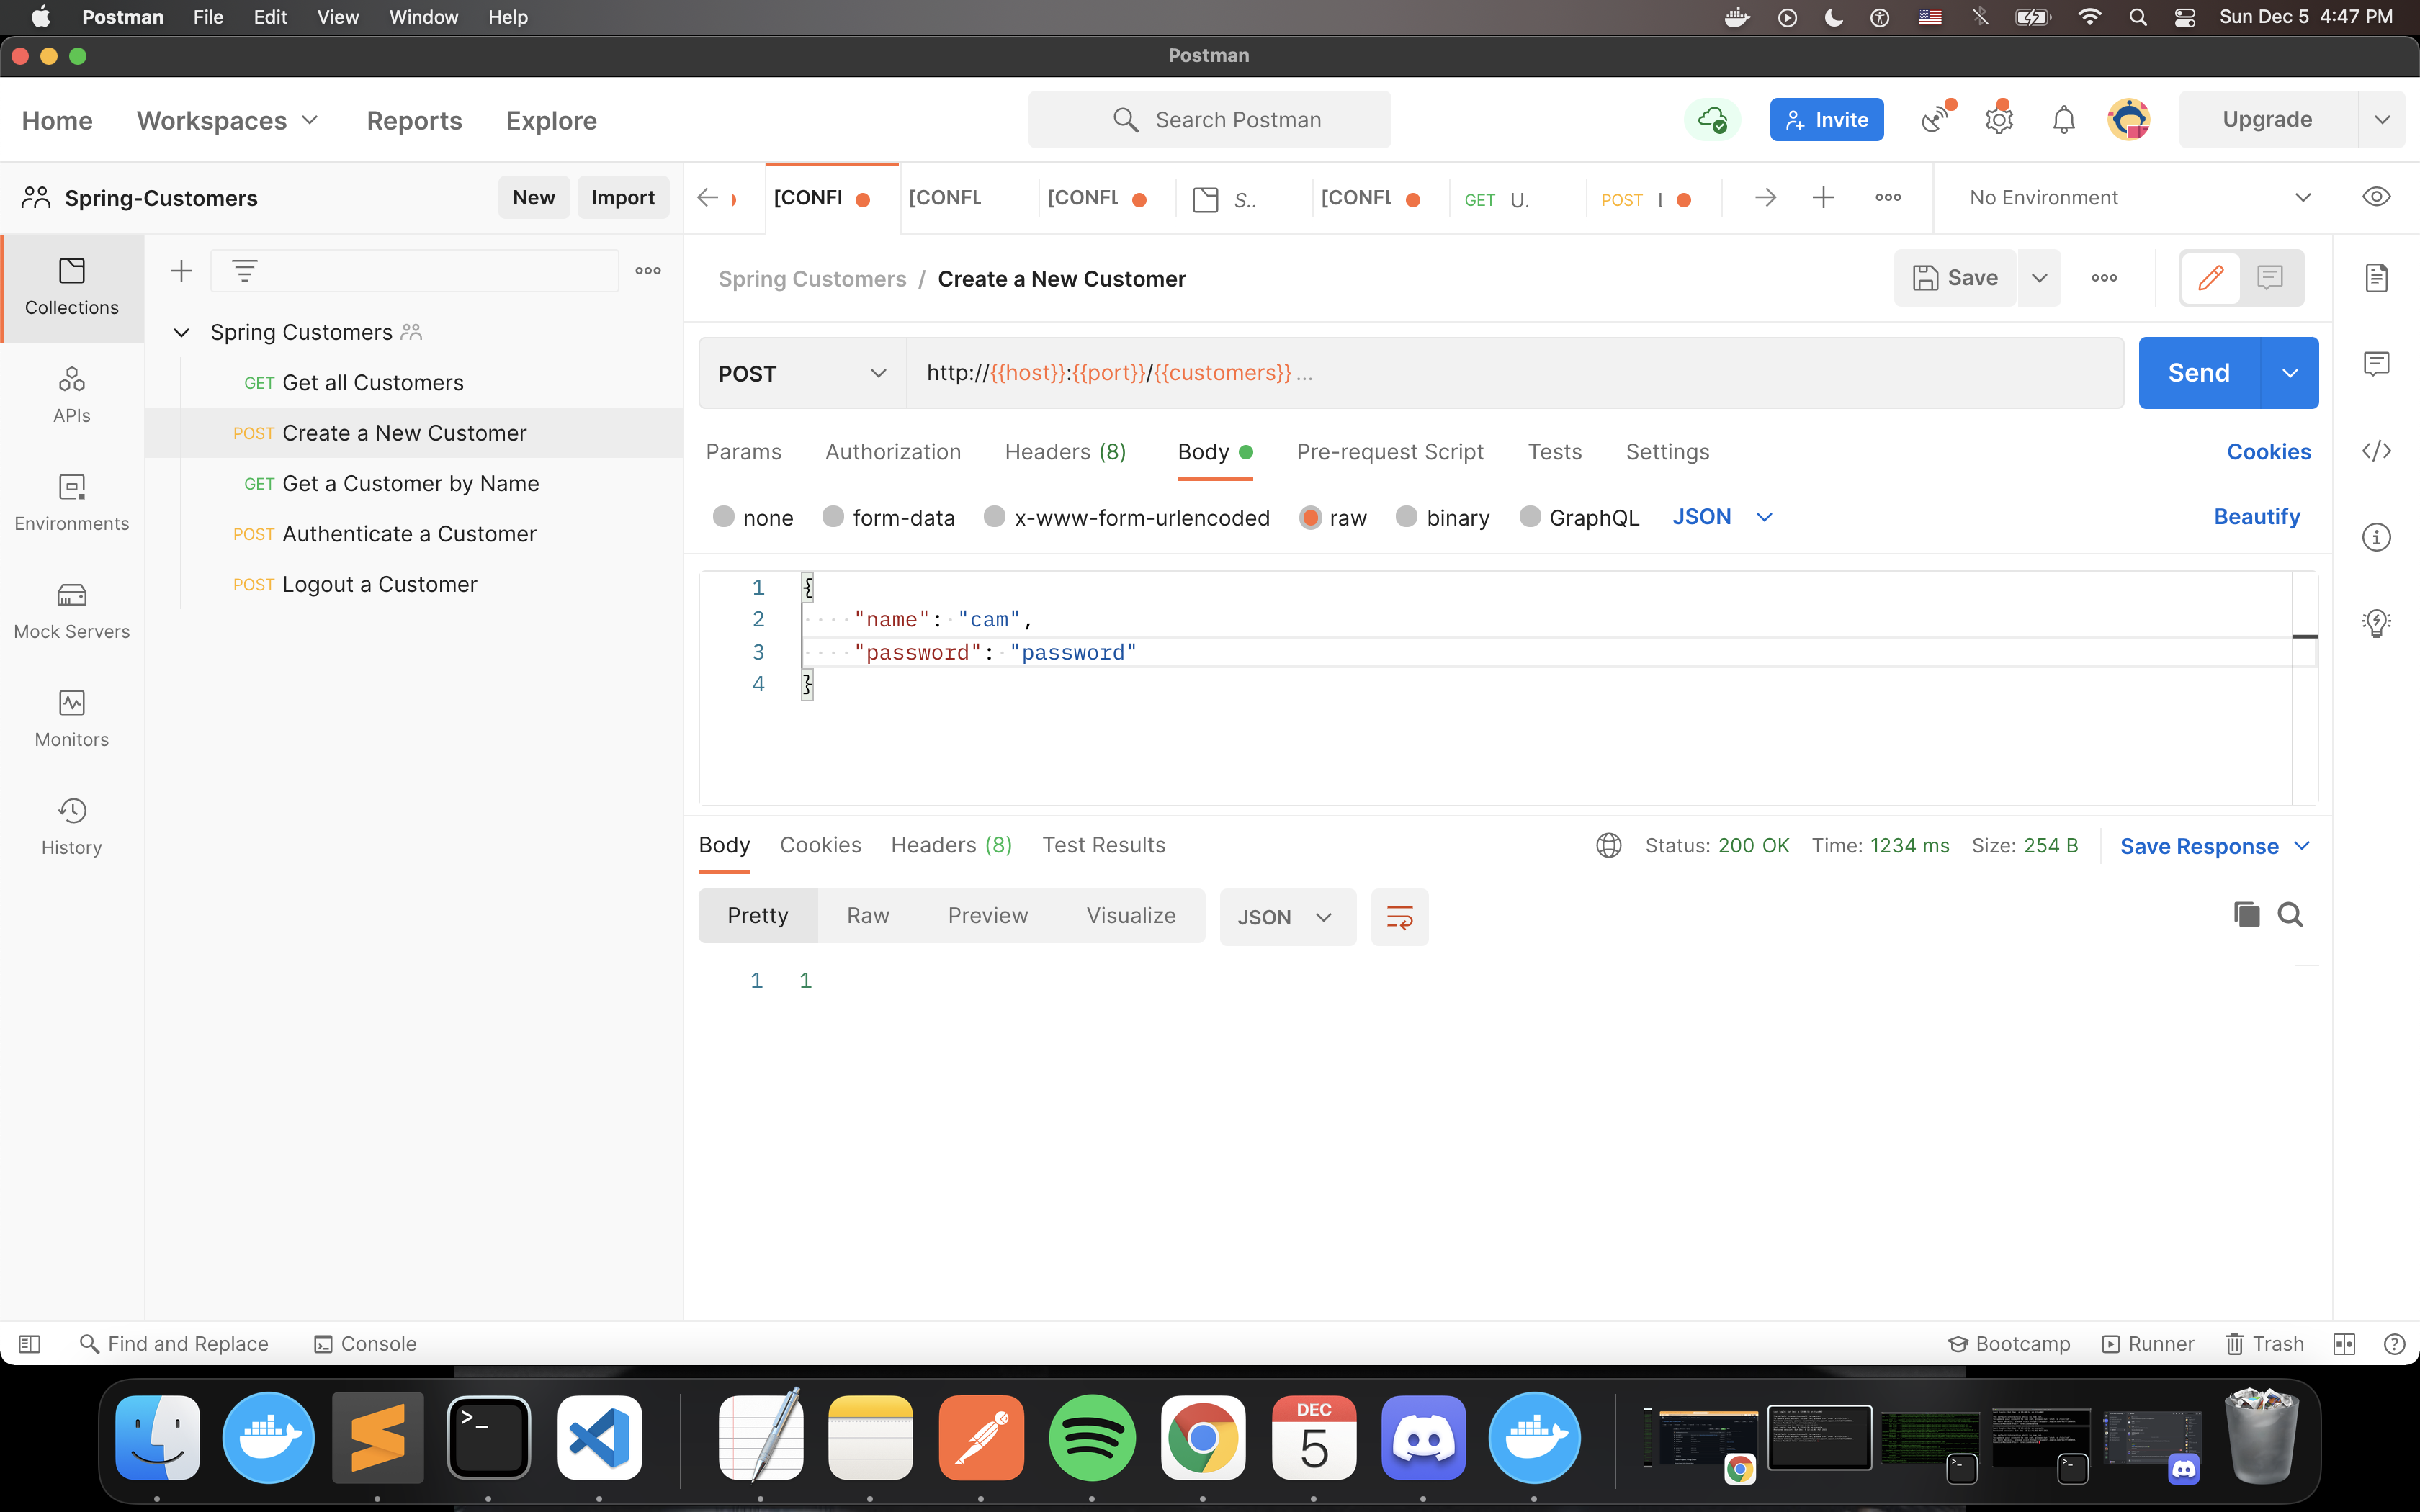 Postman File Edit View Window Help Sun Dec 5 4:47 PM
Postman
Home Workspaces Reports Explore Search Postman Invite Upgrade
Spring-Customers New Import [CONFI [CONFL [CONFL S.. [CONFL GET U. POST No Environment
Collections
APIs
Environments
Mock Servers
Monitors
History
Spring Customers
GET Get all Customers
POST Create a New Customer
GET Get a Customer by Name
POST Authenticate a Customer
POST Logout a Customer
Spring Customers / Create a New Customer Save
POST http://{{host}}:{{port}}/{{customers}}... Send
Params Authorization Headers (8) Body Pre-request Script Tests Settings Cookies
none form-data x-www-form-urlencoded raw binary GraphQL JSON Beautify
1 {
2 "name": "cam",
3 "password": "password"
4 }
Body Cookies Headers (8) Test Results Status: 200 OK Time: 1234 ms Size: 254 B Save Response
Pretty Raw Preview Visualize JSON
1 1
Find and Replace Console Bootcamp Runner Trash
DEC
5